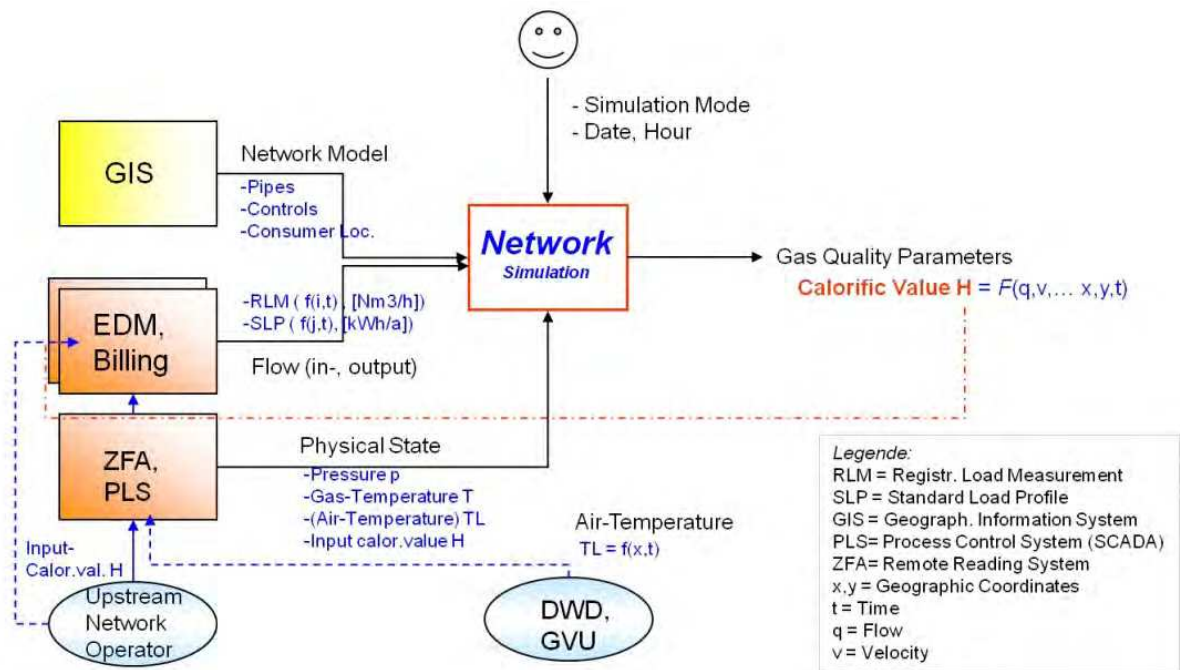 - Simulation Mode
- Date, Hour
GIS
Network Model
-Pipes
-Controls
-Consumer Loc.
Network
Simulation
Gas Quality Parameters
Calorific Value H = F(q,v,... x,y,t)
EDM,
Billing
-RLM ( f(i,t) , [Nm3/h])
-SLP ( f(j,t), [kWh/a])
Flow (in-, output)
ZFA,
PLS
Physical State
-Pressure p
-Gas-Temperature T
-(Air-Temperature) TL
-Input calor.value H
Air-Temperature
TL = f(x,t)
Input-
Calor.val. H
Upstream
Network
Operator
DWD,
GVU
Legende:
RLM = Registr. Load Measurement
SLP = Standard Load Profile
GIS = Geograph. Information System
PLS= Process Control System (SCADA)
ZFA= Remote Reading System
x,y = Geographic Coordinates
t = Time
q = Flow
v = Velocity